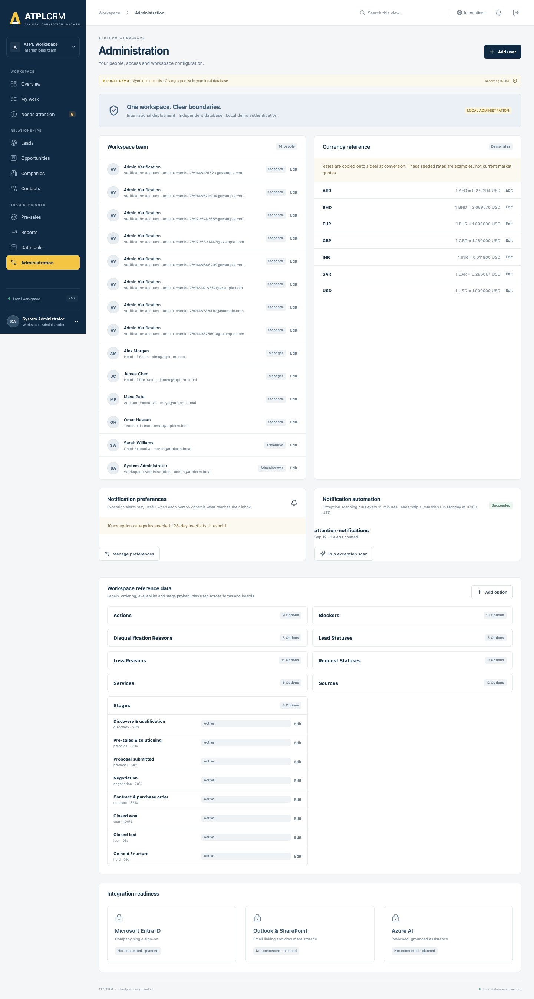 ATPLCRM
CLARITY. CONNECTION. GROWTH.
A
ATPL Workspace
International team
WORKSPACE
Overview
My work
Needs attention 6
RELATIONSHIPS
Leads
Opportunities
Companies
Contacts
TEAM & INSIGHTS
Pre-sales
Reports
Data tools
Administration
Local workspace v0.7
SA
System Administrator
Workspace Administration
Workspace > Administration
Search this view...
International
ATPLCRM WORKSPACE
Administration
Your people, access and workspace configuration.
Add user
LOCAL DEMO Synthetic records · Changes persist in your local database
Reporting in USD
One workspace. Clear boundaries.
International deployment · Independent database · Local demo authentication
LOCAL ADMINISTRATION
Workspace team 14 people
AV
Admin Verification
Verification account · admin-check-1789146174523@example.com
Standard Edit
AV
Admin Verification
Verification account · admin-check-1789146529904@example.com
Standard Edit
AV
Admin Verification
Verification account · admin-check-1789235743655@example.com
Standard Edit
AV
Admin Verification
Verification account · admin-check-1789235331447@example.com
Standard Edit
AV
Admin Verification
Verification account · admin-check-1789146546299@example.com
Standard Edit
AV
Admin Verification
Verification account · admin-check-1789181416374@example.com
Standard Edit
AV
Admin Verification
Verification account · admin-check-1789148736419@example.com
Standard Edit
AV
Admin Verification
Verification account · admin-check-1789149375500@example.com
Standard Edit
AM
Alex Morgan
Head of Sales · alex@atplcrm.local
Manager Edit
JC
James Chen
Head of Pre-Sales · james@atplcrm.local
Manager Edit
MP
Maya Patel
Account Executive · maya@atplcrm.local
Standard Edit
OH
Omar Hassan
Technical Lead · omar@atplcrm.local
Standard Edit
SW
Sarah Williams
Chief Executive · sarah@atplcrm.local
Executive Edit
SA
System Administrator
Workspace Administration · admin@atplcrm.local
Administrator Edit
Currency reference Demo rates
Rates are copied onto a deal at conversion. These seeded rates are examples, not current market
quotes.
AED 1 AED = 0.272294 USD Edit
BHD 1 BHD = 2.659570 USD Edit
EUR 1 EUR = 1.090000 USD Edit
GBP 1 GBP = 1.280000 USD Edit
INR 1 INR = 0.011900 USD Edit
SAR 1 SAR = 0.266667 USD Edit
USD 1 USD = 1.000000 USD Edit
Notification preferences
Exception alerts stay useful when each person controls what reaches their inbox.
10 exception categories enabled · 28-day inactivity threshold
Manage preferences
Notification automation
Exception scanning runs every 15 minutes; leadership summaries run Monday at 07:00
UTC.
Succeeded
attention-notifications
Sep 12 · 0 alerts created
Run exception scan
Workspace reference data
Labels, ordering, availability and stage probabilities used across forms and boards.
Add option
Actions 9 Options
Blockers 13 Options
Disqualification Reasons 8 Options
Lead Statuses 5 Options
Loss Reasons 11 Options
Request Statuses 9 Options
Services 6 Options
Sources 12 Options
Stages 8 Options
Discovery & qualification
discovery · 20%
Active Edit
Pre-sales & solutioning
presales · 35%
Active Edit
Proposal submitted
proposal · 50%
Active Edit
Negotiation
negotiation · 70%
Active Edit
Contract & purchase order
contract · 85%
Active Edit
Closed won
won · 100%
Active Edit
Closed lost
lost · 0%
Active Edit
On hold / nurture
hold · 0%
Active Edit
Integration readiness
Microsoft Entra ID
Company single sign-on
Not connected · planned
Outlook & SharePoint
Email linking and document storage
Not connected · planned
Azure AI
Reviewed, grounded assistance
Not connected · planned
ATPLCRM · Clarity at every handoff.
Local database connected